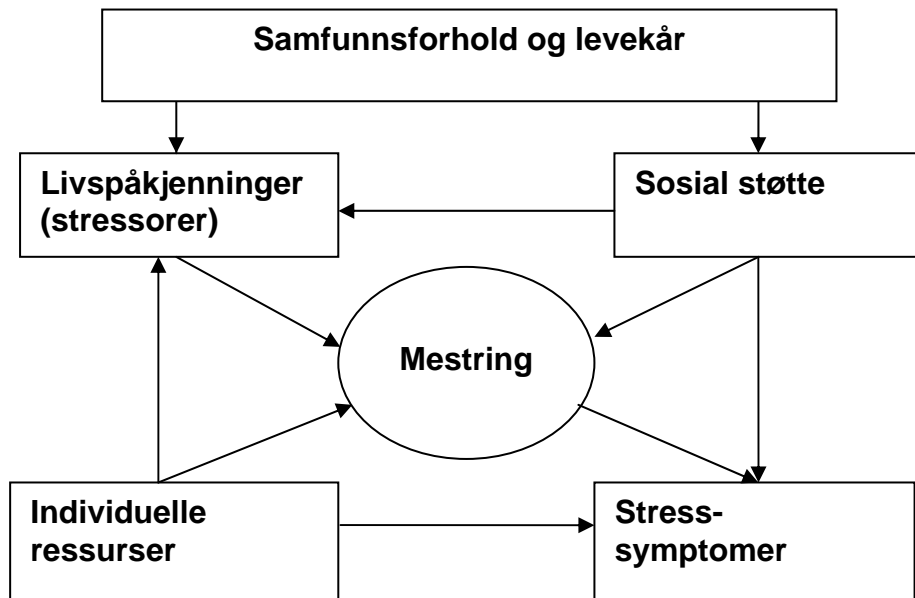 Samfunnsforhold og levekår
Livspåkjenninger
(stressorer)
Sosial støtte
Mestring
Individuelle
ressurser
Stress-
symptomer